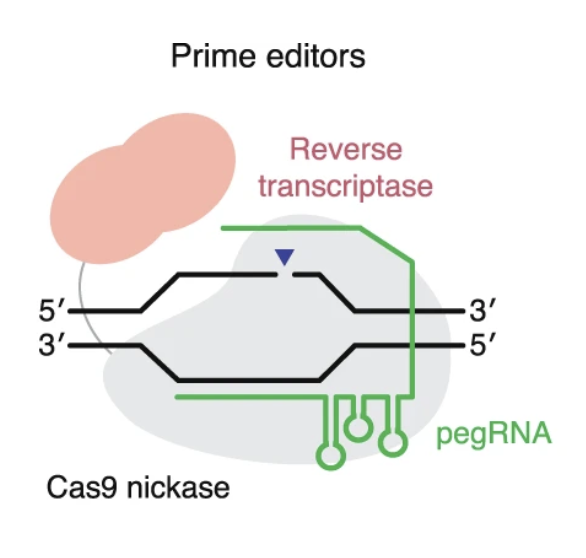 Prime editors
Reverse
transcriptase
5′ 3′
3′ 5′
pegRNA
Cas9 nickase